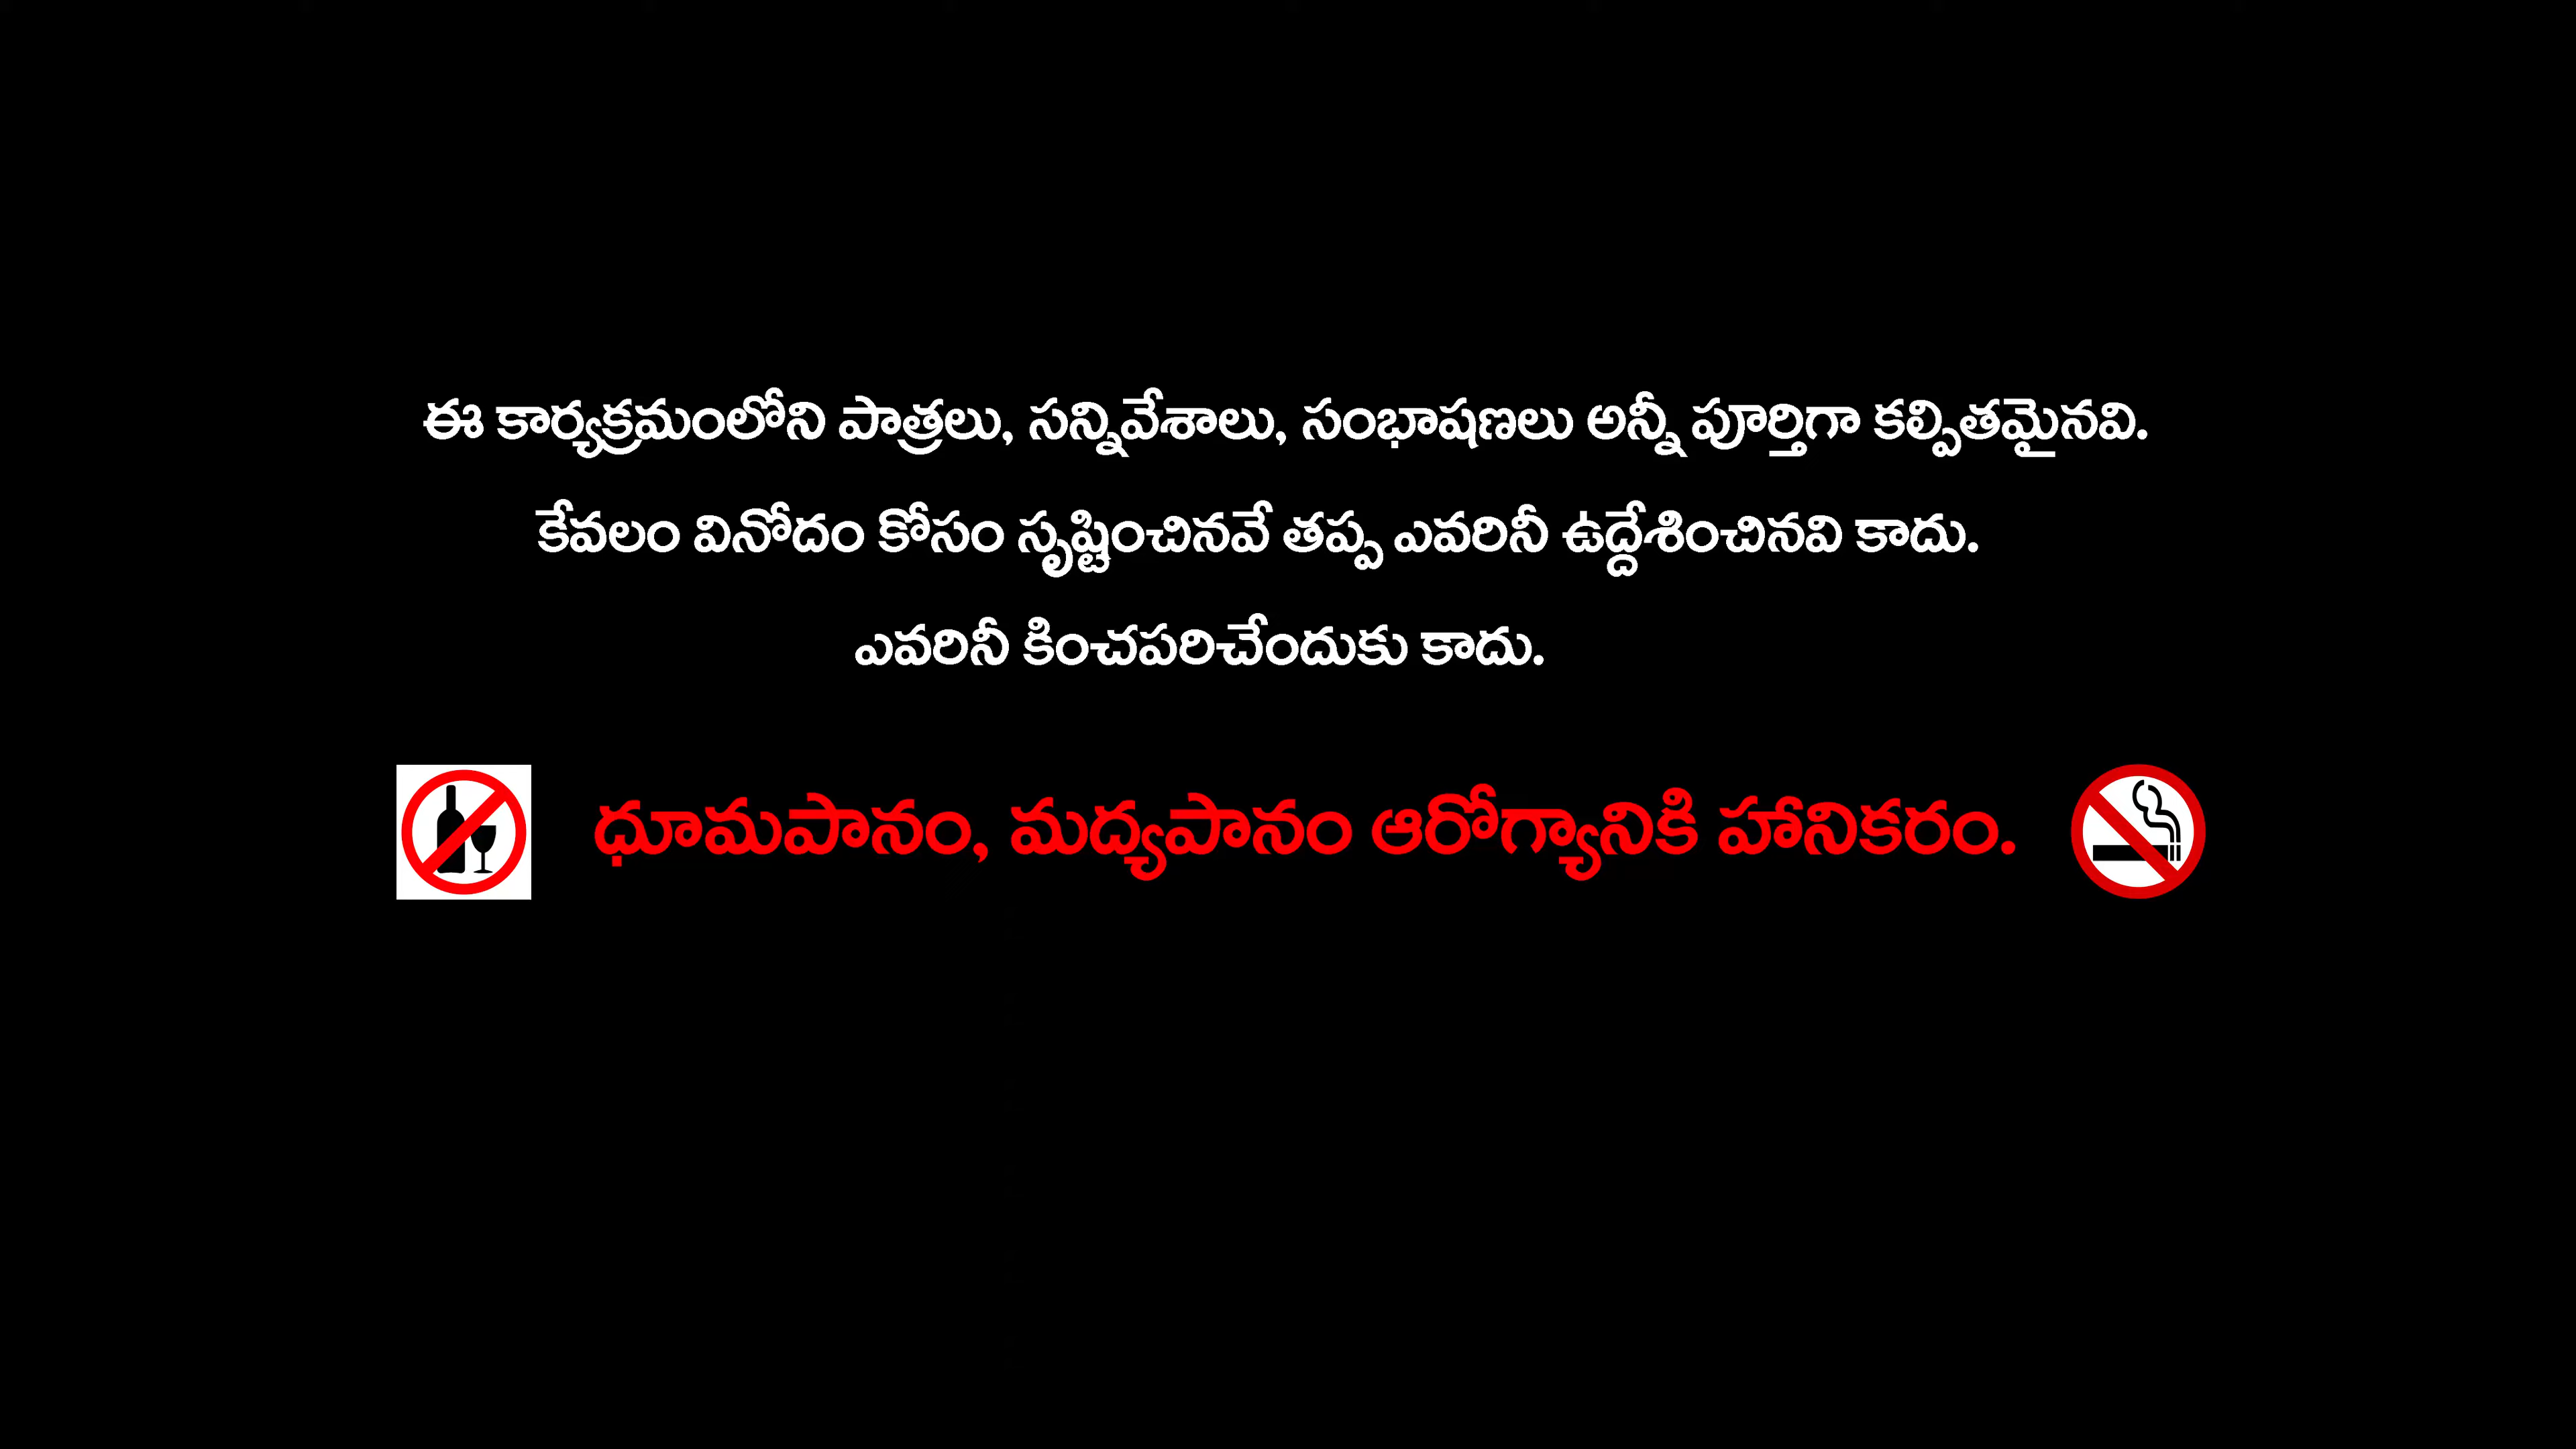 ఈ కార్యక్రమంలోని పాత్రలు, సన్నివేశాలు, సంభాషణలు అన్నీ పూర్తిగా కల్పితమైనవి.
కేవలం వినోదం కోసం సృష్టించినవే తప్ప ఎవరినీ ఉద్దేశించినవి కాదు.
ఎవరినీ కించపరిచేందుకు కాదు.
ధూమపానం, మద్యపానం ఆరోగ్యానికి హానికరం.